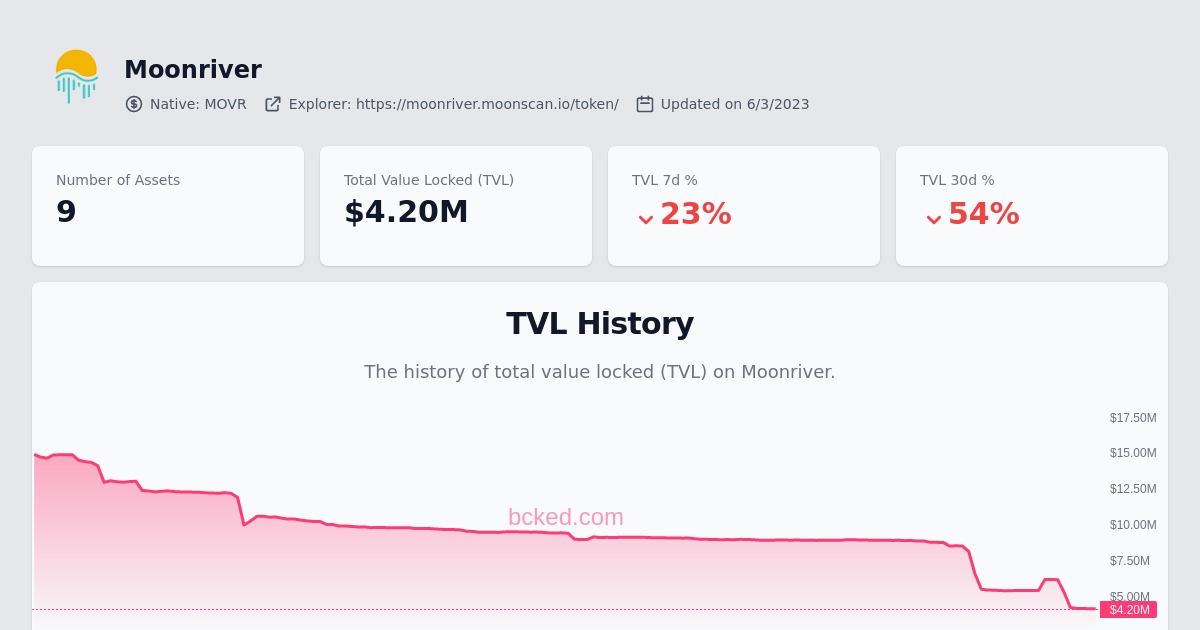 Moonriver
Native: MOVR Explorer: https://moonriver.moonscan.io/token/ Updated on 6/3/2023
Number of Assets
9
Total Value Locked (TVL)
$4.20M
TVL 7d %
23%
TVL 30d %
54%
TVL History
The history of total value locked (TVL) on Moonriver.
$17.50M
$15.00M
$12.50M
bcked.com
$10.00M
$7.50M
$5.00M
$4.20M